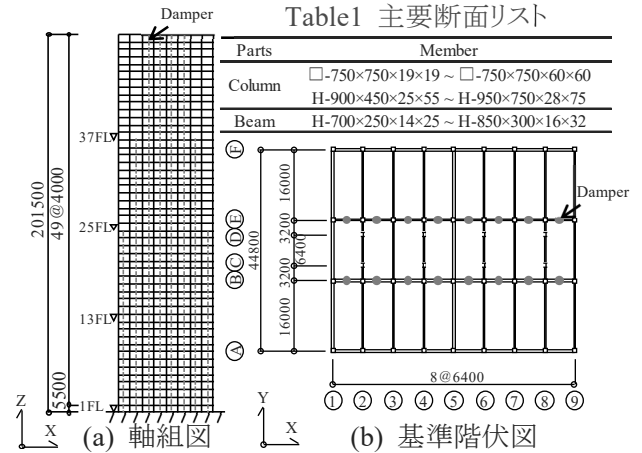 Damper
Table1 主要断面リスト
Parts Member
Column □-750×750×19×19 ~ □-750×750×60×60
H-900×450×25×55 ~ H-950×750×28×75
Beam H-700×250×14×25 ~ H-850×300×16×32
201500
49@4000
5500
37FL
25FL
13FL
1FL
Z
X
(a) 軸組図
F
E
D
C
B
A
44800
16000
3200
6400
3200
16000
Damper
8@6400
1 2 3 4 5 6 7 8 9
Y
X
(b) 基準階伏図